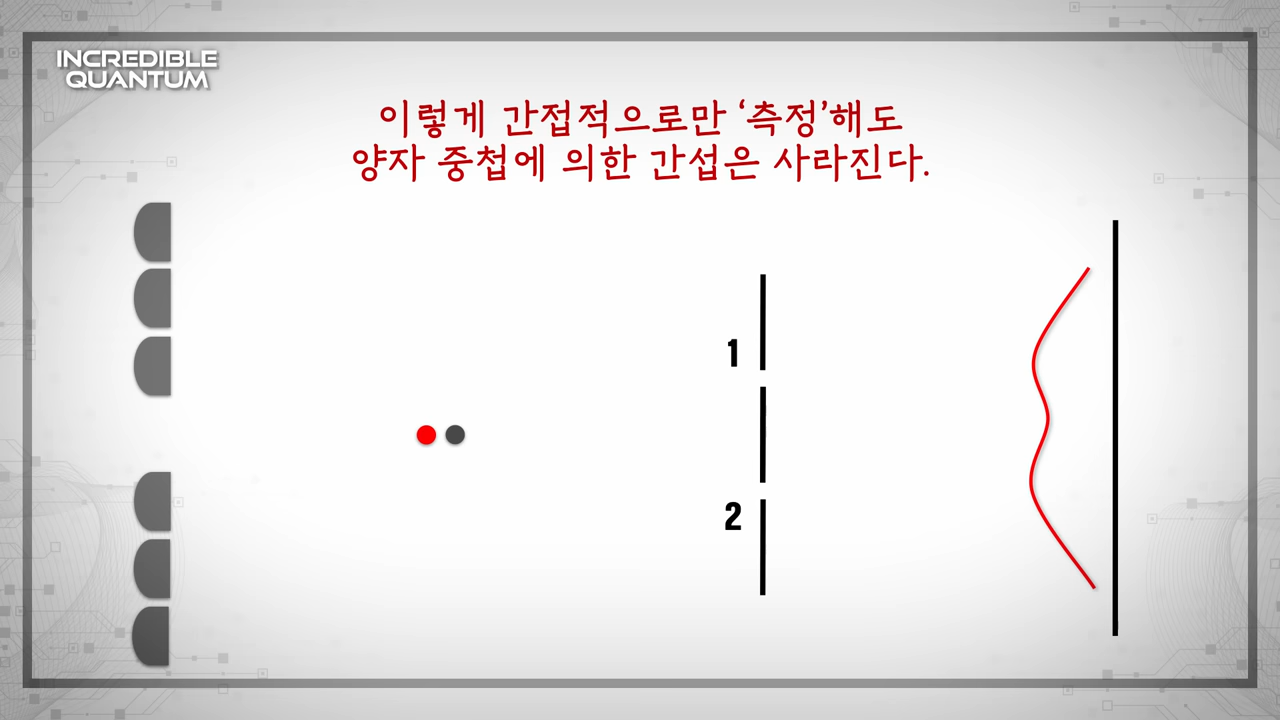 INCREDIBLE
QUANTUM
이렇게 간접적으로만 ‘측정’해도
양자 중첩에 의한 간섭은 사라진다.
1
2